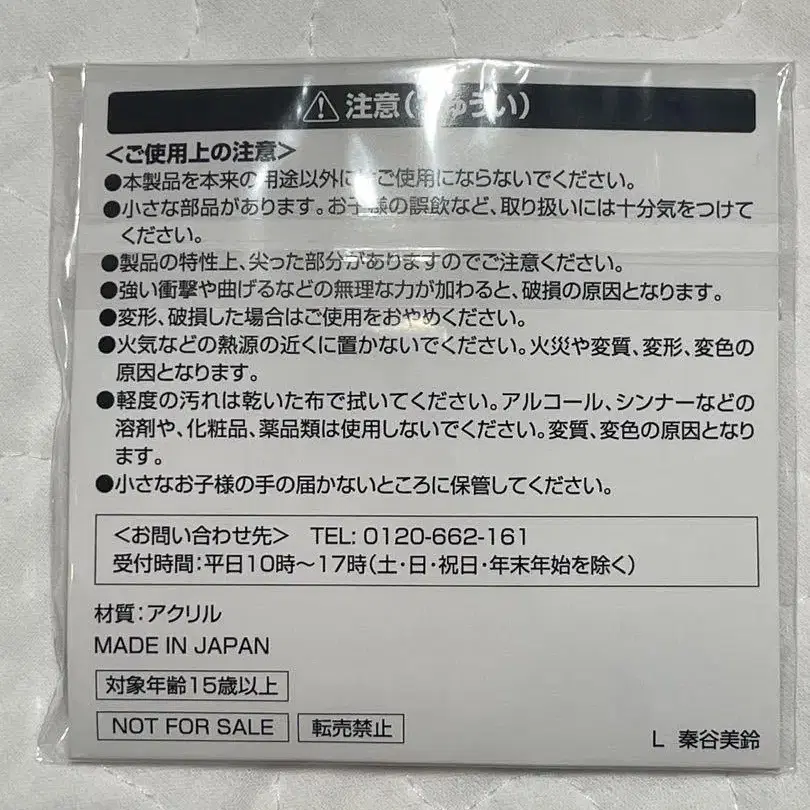 注意(ちゅうい)
<ご使用上の注意>
●本製品を本来の用途以外にはご使用にならないでください。
●小さな部品があります。お子様の誤飲など、取り扱いには十分気をつけて
ください。
●製品の特性上、尖った部分がありますのでご注意ください。
●強い衝撃や曲げるなどの無理な力が加わると、破損の原因となります。
●変形、破損した場合はご使用をおやめください。
●火気などの熱源の近くに置かないでください。火災や変質、変形、変色の
原因となります。
●軽度の汚れは乾いた布で拭いてください。アルコール、シンナーなどの
溶剤や、化粧品、薬品類は使用しないでください。変質、変色の原因となり
ます。
●小さなお子様の手の届かないところに保管してください。
<お問い合わせ先> TEL: 0120-662-161
受付時間:平日10時~17時(土・日・祝日・年末年始を除く)
材質:アクリル
MADE IN JAPAN
対象年齢15歳以上
NOT FOR SALE 転売禁止
L 秦谷美鈴